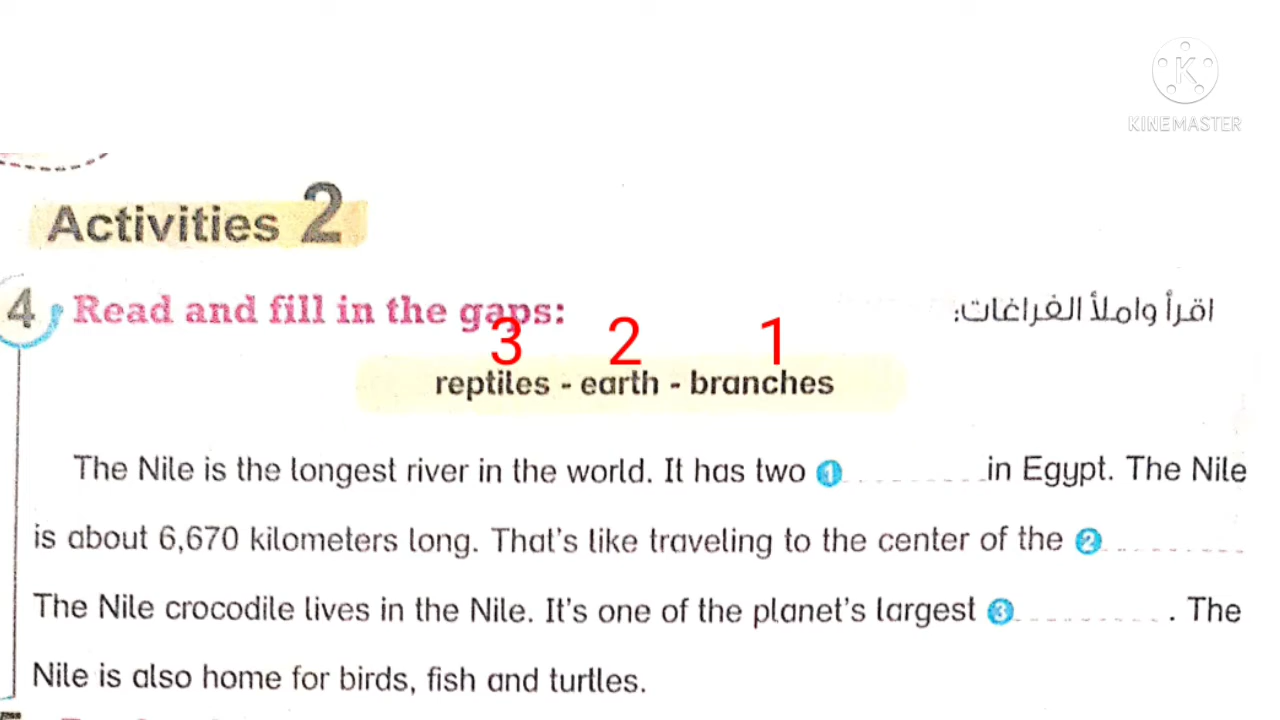 KINEMASTER
Activities 2
4 Read and fill in the gaps: اقرأ واملأ الفراغات:
3 2 1
reptiles - earth - branches
The Nile is the longest river in the world. It has two 1 in Egypt. The Nile
is about 6,670 kilometers long. That's like traveling to the center of the 2
The Nile crocodile lives in the Nile. It's one of the planet's largest 3 . The
Nile is also home for birds, fish and turtles.